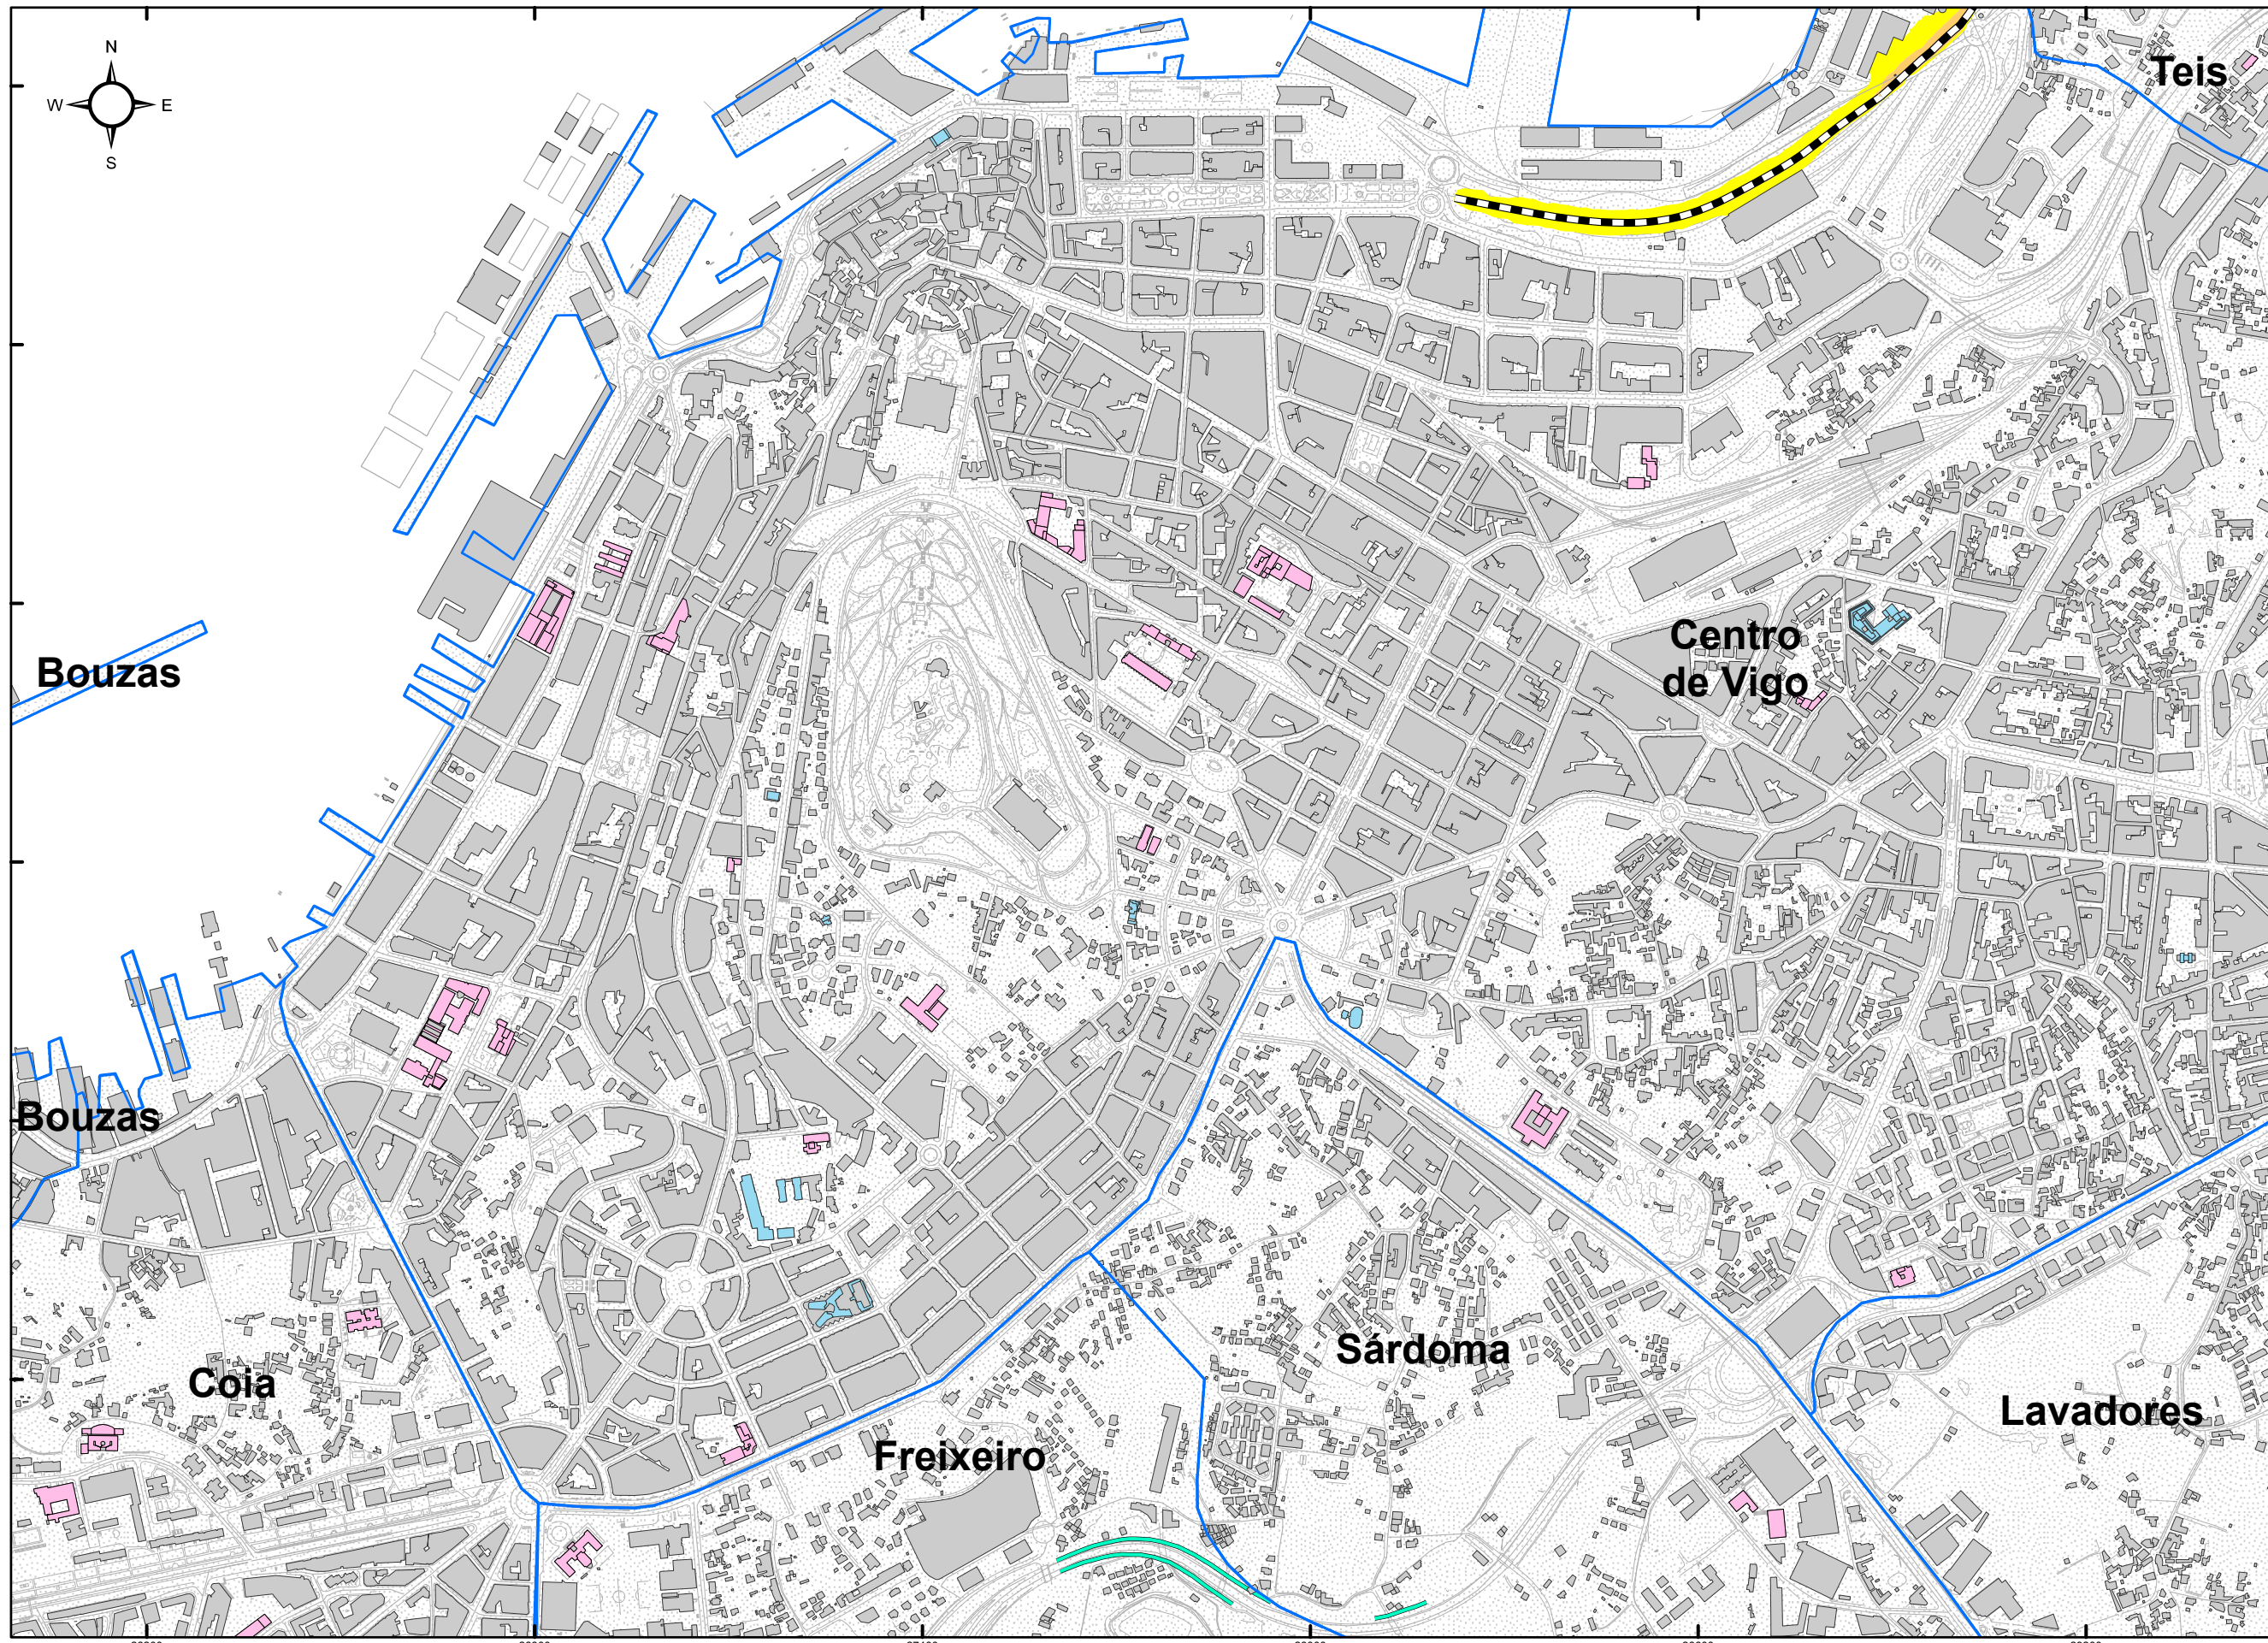 N
Teis
W E
S
Centro
de Vigo
Bouzas
Bouzas
Sárdoma
Coia
Lavadores
Freixeiro